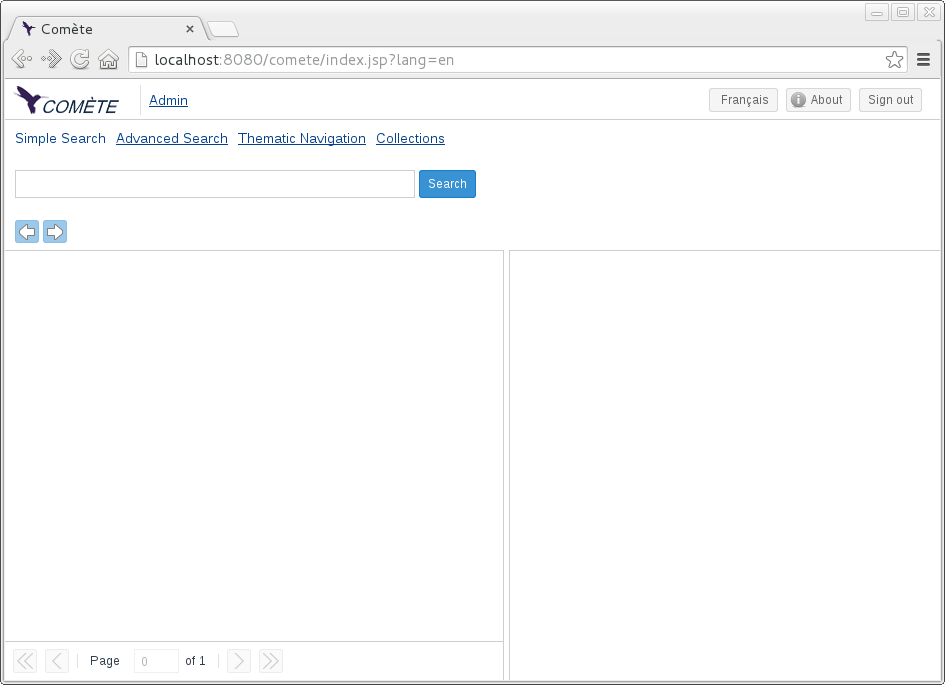 Comète
localhost:8080/comete/index.jsp?lang=en
COMÈTE Admin Français About Sign out
Simple Search Advanced Search Thematic Navigation Collections
Search
Page 0 of 1